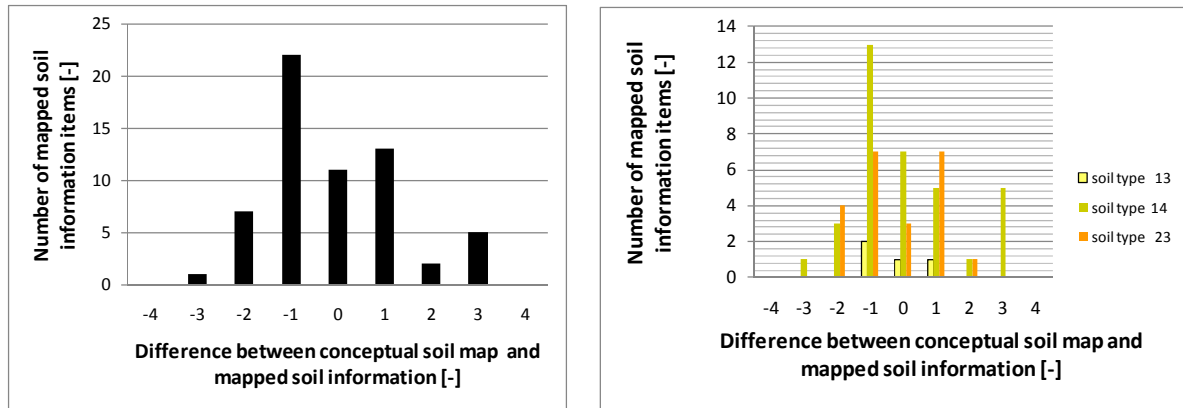 Number of mapped soil
information items [-]
25
20
15
10
5
0
-4 -3 -2 -1 0 1 2 3 4
Difference between conceptual soil map and
mapped soil information [-]
Number of mapped soil
information items [-]
14
12
10
8
6
4
2
0
-4 -3 -2 -1 0 1 2 3 4
Difference between conceptual soil map and
mapped soil information [-]
soil type 13
soil type 14
soil type 23